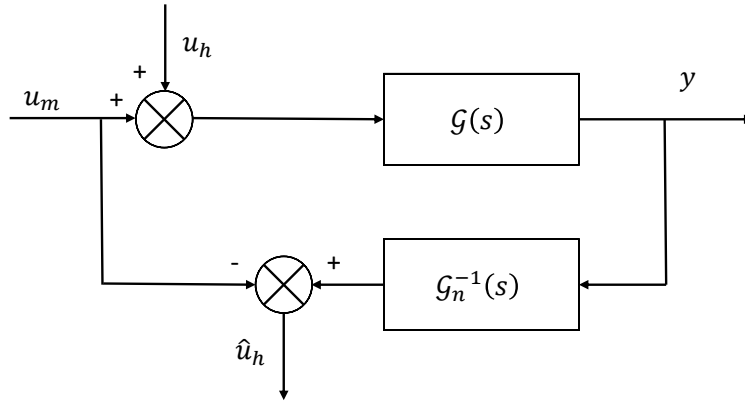 +
u_h
u_m
+
𝒢(s)
y
-
+
𝒢_n^{-1}(s)
û_h